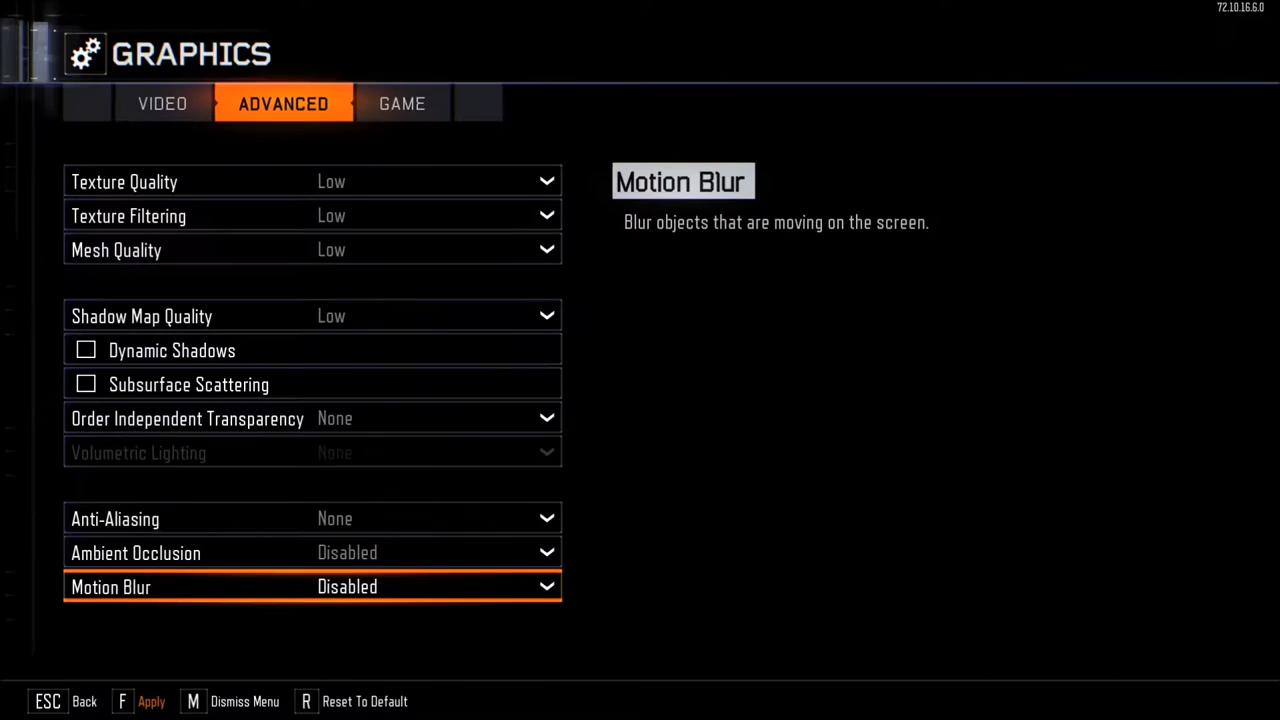 72.10.16.6.0
GRAPHICS
VIDEO ADVANCED GAME
Texture Quality Low
Texture Filtering Low
Mesh Quality Low
Shadow Map Quality Low
Dynamic Shadows
Subsurface Scattering
Order Independent Transparency None
Volumetric Lighting None
Anti-Aliasing None
Ambient Occlusion Disabled
Motion Blur Disabled
Motion Blur
Blur objects that are moving on the screen.
ESC Back F Apply M Dismiss Menu R Reset To Default